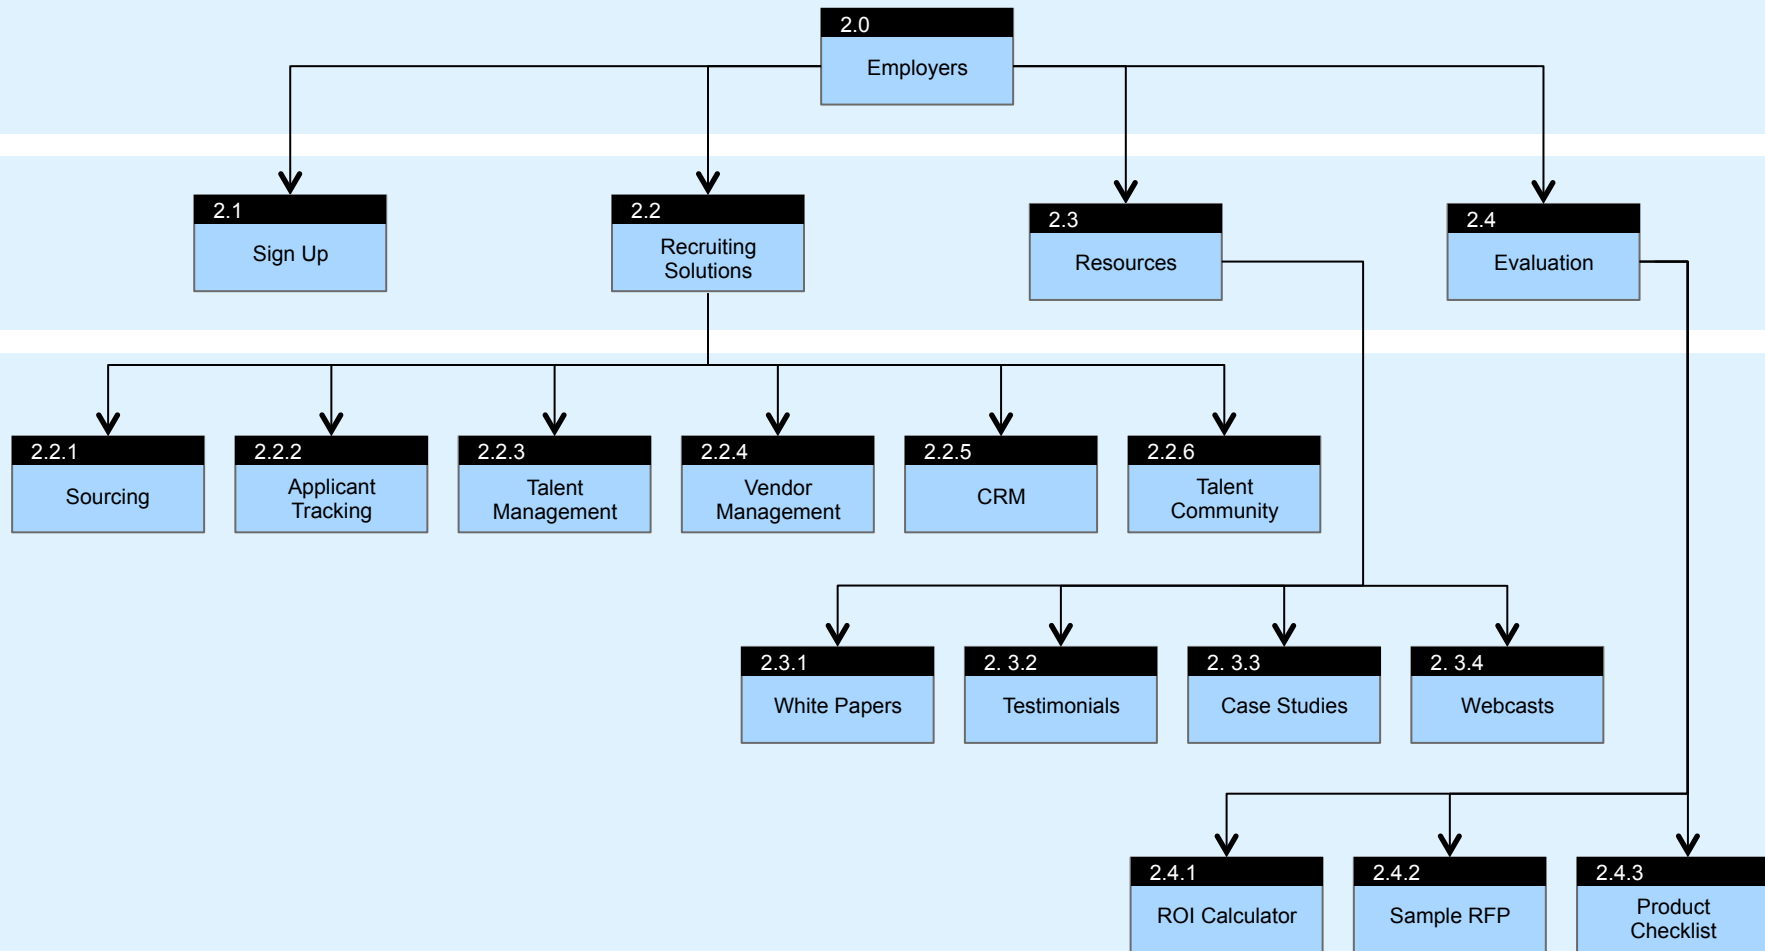 2.0
Employers
2.1
Sign Up
2.2
Recruiting
Solutions
2.3
Resources
2.4
Evaluation
2.2.1
Sourcing
2.2.2
Applicant
Tracking
2.2.3
Talent
Management
2.2.4
Vendor
Management
2.2.5
CRM
2.2.6
Talent
Community
2.3.1
White Papers
2. 3.2
Testimonials
2. 3.3
Case Studies
2. 3.4
Webcasts
2.4.1
ROI Calculator
2.4.2
Sample RFP
2.4.3
Product
Checklist